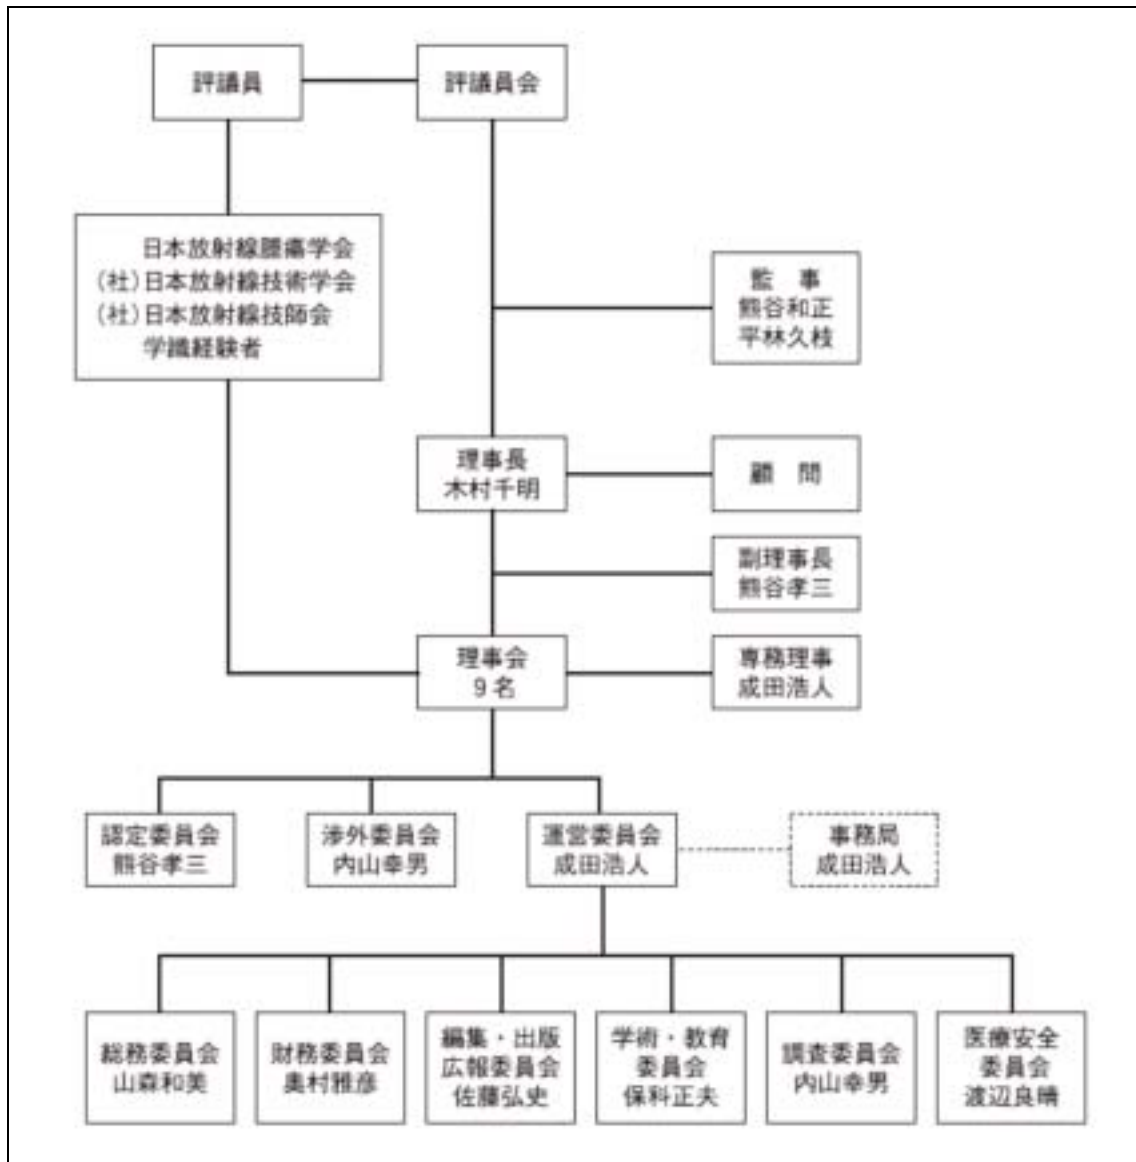 評議員
評議員会
日本放射線腫瘍学会
(社)日本放射線技術学会
(社)日本放射線技師会
学識経験者
監　事
熊谷和正
平林久枝
理事長
木村千明
顧　問
副理事長
熊谷孝三
理事会
9名
専務理事
成田浩人
認定委員会
熊谷孝三
渉外委員会
内山幸男
運営委員会
成田浩人
事務局
成田浩人
総務委員会
山森和美
財務委員会
奥村雅彦
編集・出版
広報委員会
佐藤弘史
学術・教育
委員会
保科正夫
調査委員会
内山幸男
医療安全
委員会
渡辺良晴